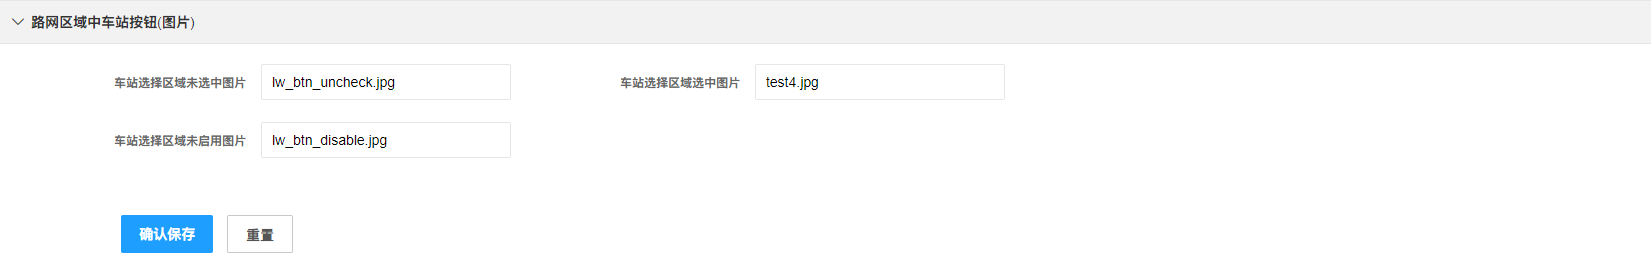 路网区域中车站按钮(图片)
车站选择区域未选中图片 lw_btn_uncheck.jpg 车站选择区域选中图片 test4.jpg
车站选择区域未启用图片 lw_btn_disable.jpg
确认保存 重置